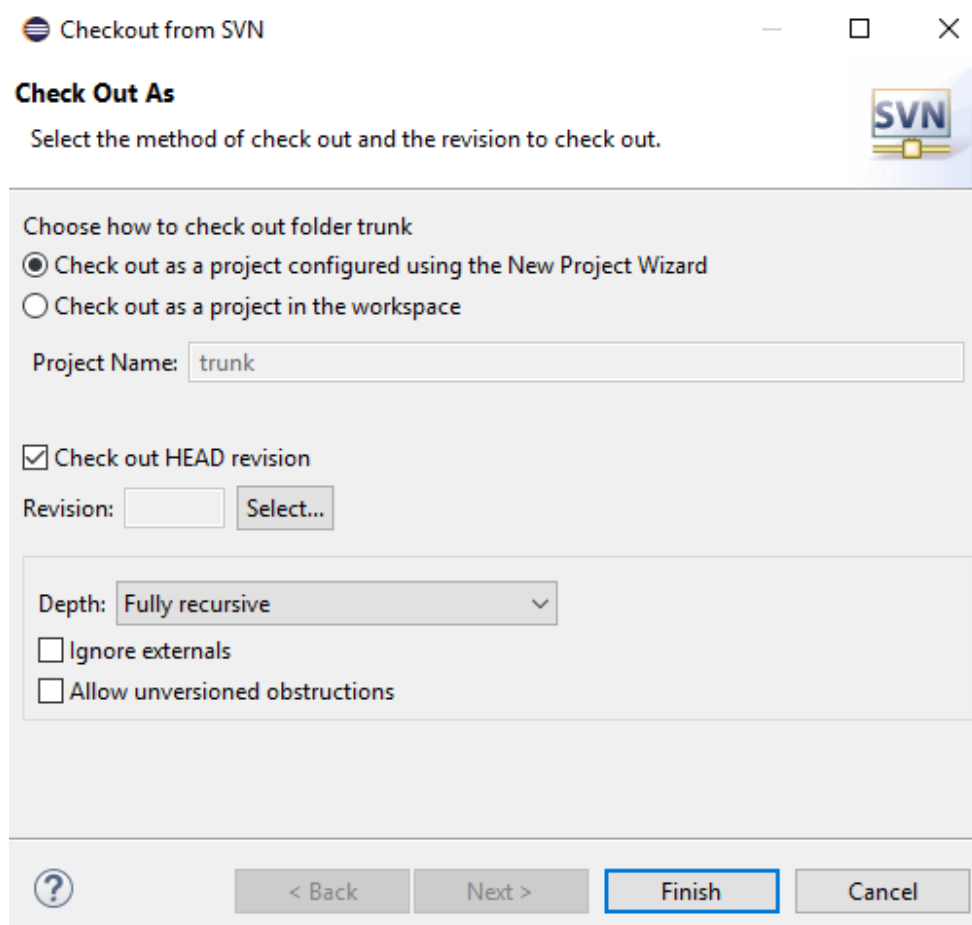 Checkout from SVN
Check Out As
Select the method of check out and the revision to check out.
SVN
Choose how to check out folder trunk
Check out as a project configured using the New Project Wizard
Check out as a project in the workspace
Project Name: trunk
Check out HEAD revision
Revision: Select...
Depth: Fully recursive
Ignore externals
Allow unversioned obstructions
? < Back Next > Finish Cancel